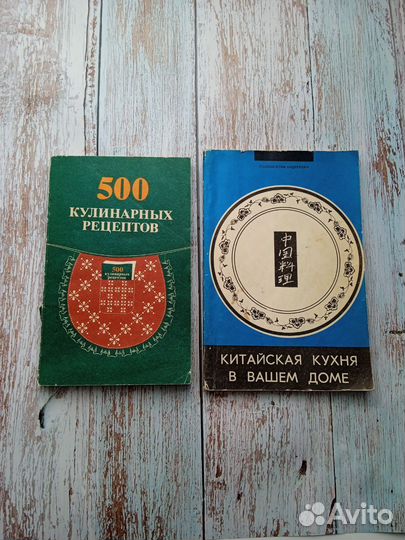 500
КУЛИНАРНЫХ
РЕЦЕПТОВ
500
кулинарных
рецептов
中国料理
КИТАЙСКАЯ КУХНЯ
В ВАШЕМ ДОМЕ
Avito